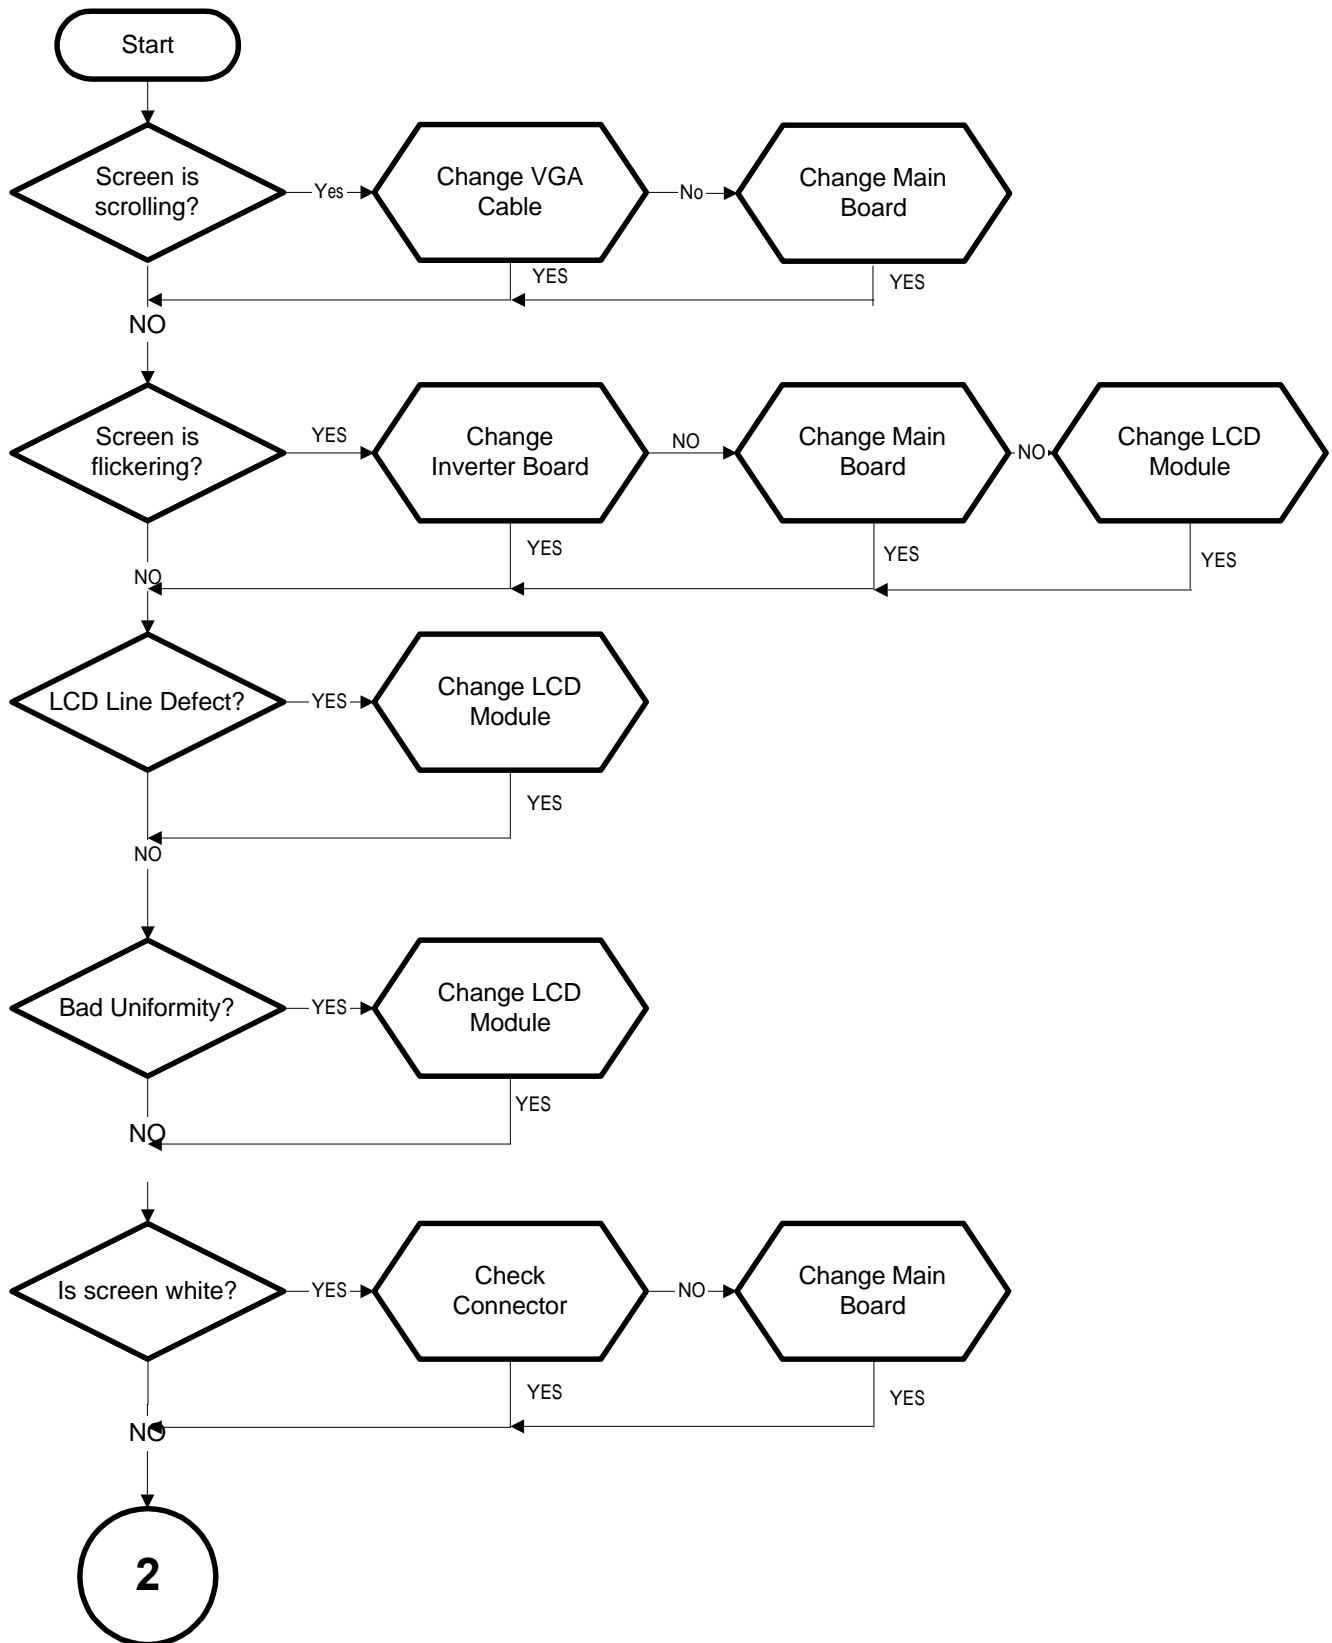 Start
Screen is
scrolling?
Yes
Change VGA
Cable
No
Change Main
Board
YES
YES
NO
Screen is
flickering?
YES
Change
Inverter Board
NO
Change Main
Board
NO
Change LCD
Module
YES
YES
YES
NO
LCD Line Defect?
YES
Change LCD
Module
YES
NO
Bad Uniformity?
YES
Change LCD
Module
YES
NO
Is screen white?
YES
Check
Connector
NO
Change Main
Board
YES
YES
NO
2